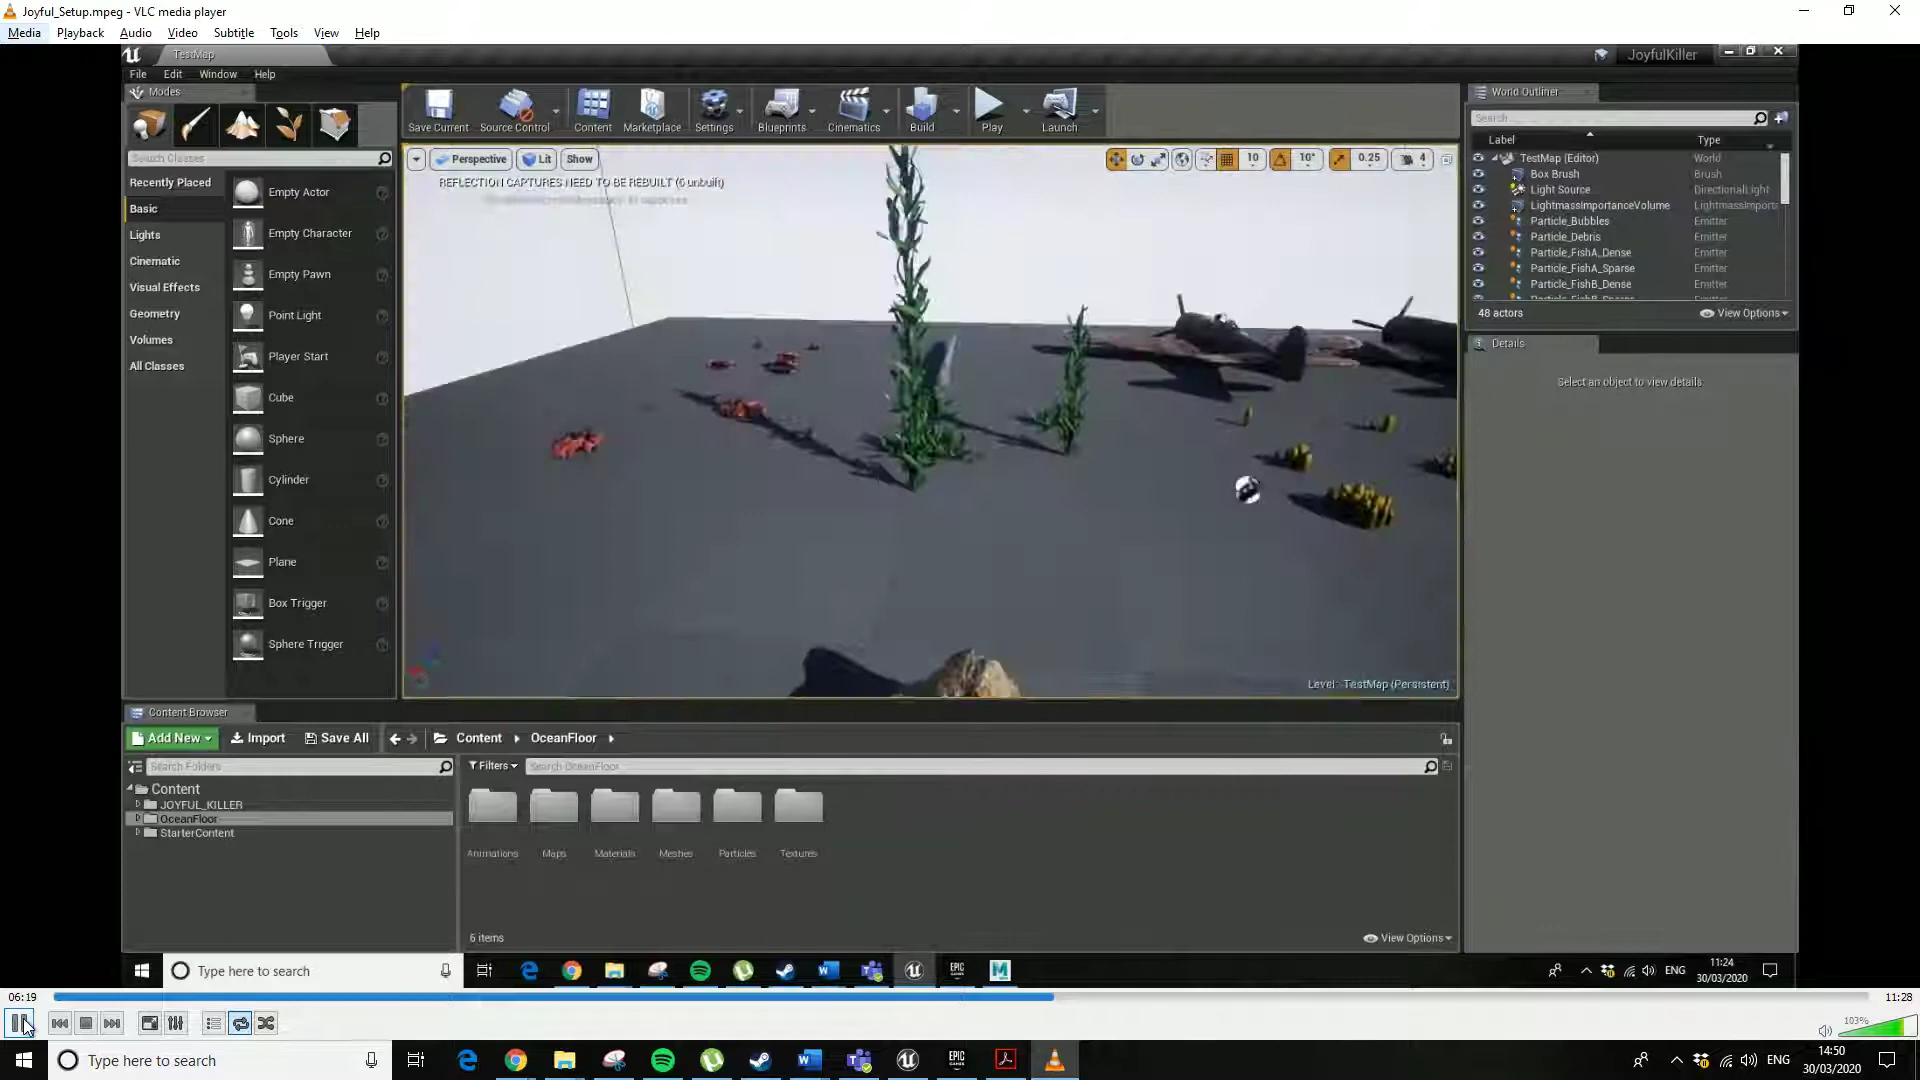 Joyful_Setup.mpeg - VLC media player
Media Playback Audio Video Subtitle Tools View Help
TestMap
JoyfulKiller
File Edit Window Help
Modes
Search Classes
Recently Placed
Basic
Lights
Cinematic
Visual Effects
Geometry
Volumes
All Classes
Empty Actor
Empty Character
Empty Pawn
Point Light
Player Start
Cube
Sphere
Cylinder
Cone
Plane
Box Trigger
Sphere Trigger
Save Current Source Control Content Marketplace Settings Blueprints Cinematics Build Play Launch
Perspective Lit Show
10 10° 0.25 4
REFLECTION CAPTURES NEED TO BE REBUILT (6 unbuilt)
Level: TestMap (Persistent)
World Outliner
Search
Label Type
TestMap (Editor) World
Box Brush Brush
Light Source DirectionalLight
LightmassImportanceVolume LightmassImporta
Particle_Bubbles Emitter
Particle_Debris Emitter
Particle_FishA_Dense Emitter
Particle_FishA_Sparse Emitter
Particle_FishB_Dense Emitter
Particle_FishB_Sparse Emitter
48 actors View Options
Details
Select an object to view details.
Content Browser
Add New Import Save All Content OceanFloor
Search Folders
Filters Search OceanFloor
Content
JOYFUL_KILLER
OceanFloor
StarterContent
Animations Maps Materials Meshes Particles Textures
6 items View Options
Type here to search
EPIC GAMES
M
W
ENG
11:24
30/03/2020
06:19 11:28
103%
Type here to search
EPIC GAMES
ENG
14:50
30/03/2020